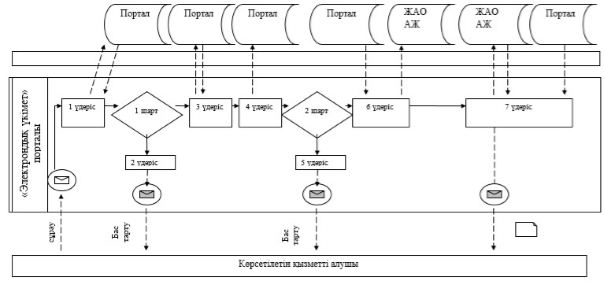 Портал
Портал
Портал
Портал
ЖАО
АЖ
ЖАО
АЖ
Портал
«Электрондық үкімет»
порталы
1 үдеріс
1 шарт
3 үдеріс
4 үдеріс
2 шарт
6 үдеріс
7 үдеріс
2 үдеріс
5 үдеріс
сұрау
Бас
тарту
Бас
тарту
Көрсетілетін қызметті алушы